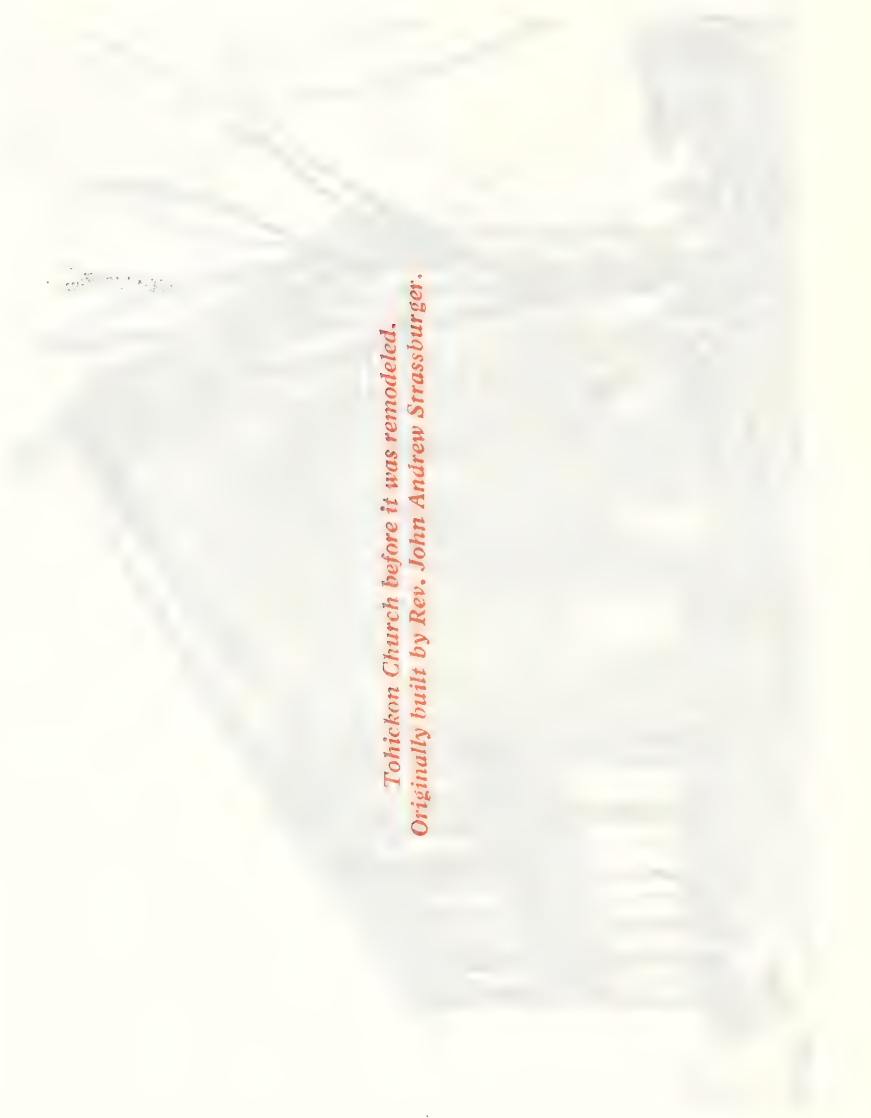 Tohickon Church before it was remodeled.
Originally built by Rev. John Andrew Strassburger.